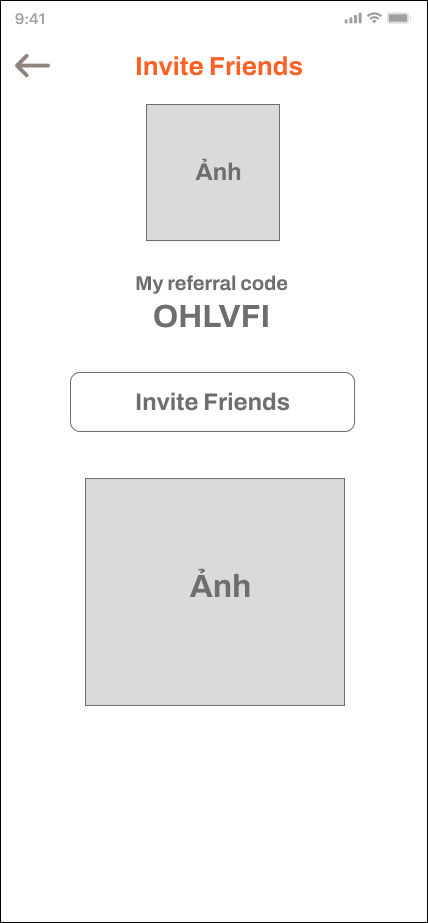 9:41
Invite Friends
Ảnh
My referral code
OHLVFI
Invite Friends
Ảnh